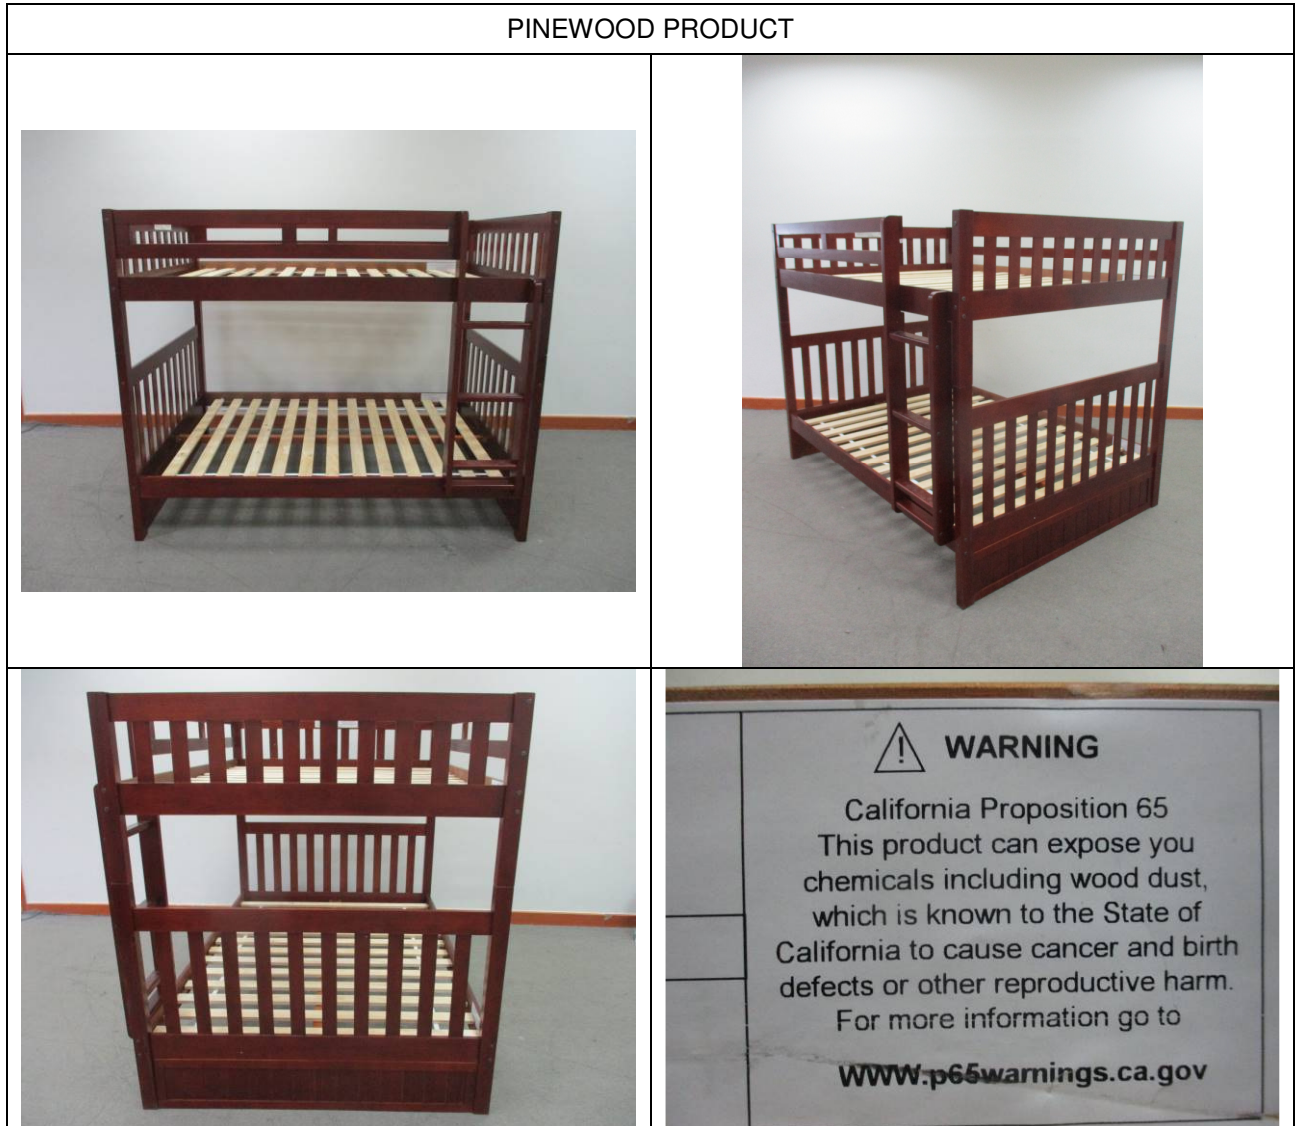 PINEWOOD PRODUCT
WARNING
California Proposition 65
This product can expose you
chemicals including wood dust,
which is known to the State of
California to cause cancer and birth
defects or other reproductive harm.
For more information go to
www.p65warnings.ca.gov